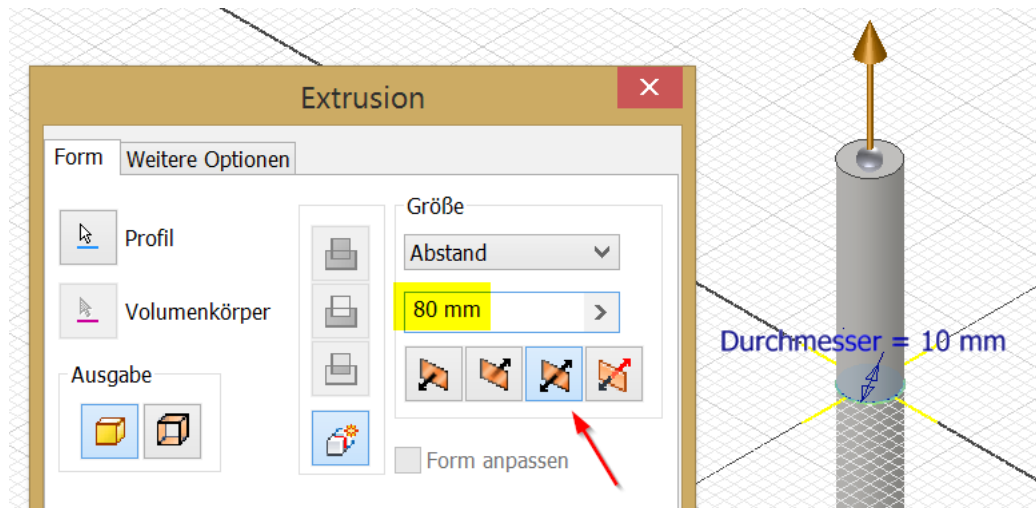 Extrusion
Form
Weitere Optionen
Profil
Volumenkörper
Ausgabe
Größe
Abstand
80 mm
Form anpassen
Durchmesser = 10 mm